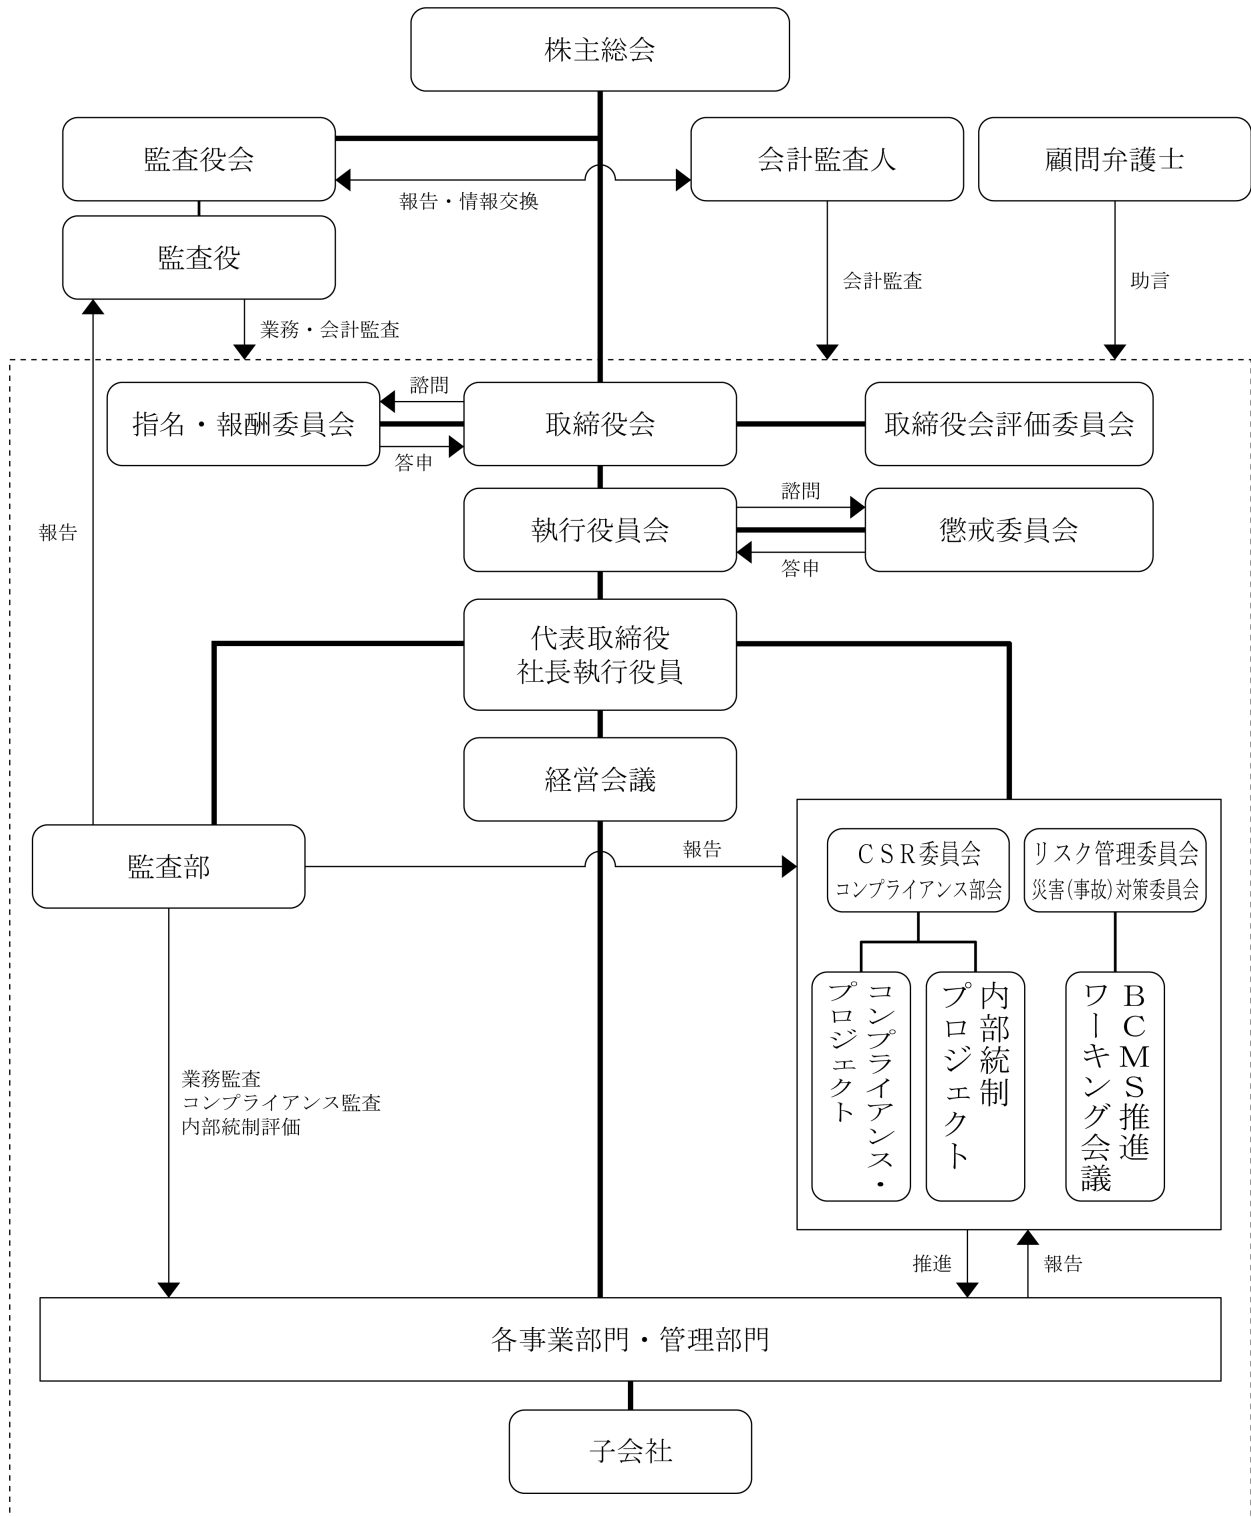 株主総会
監査役会
会計監査人
顧問弁護士
報告・情報交換
監査役
会計監査
助言
業務・会計監査
諮問
指名・報酬委員会
取締役会
取締役会評価委員会
答申
諮問
報告
執行役員会
懲戒委員会
答申
代表取締役
社長執行役員
経営会議
監査部
報告
CSR委員会
コンプライアンス部会
リスク管理委員会
災害(事故)対策委員会
コンプライアンス・
プロジェクト
内部統制
プロジェクト
BCMS推進
ワーキング会議
業務監査
コンプライアンス監査
内部統制評価
推進
報告
各事業部門・管理部門
子会社